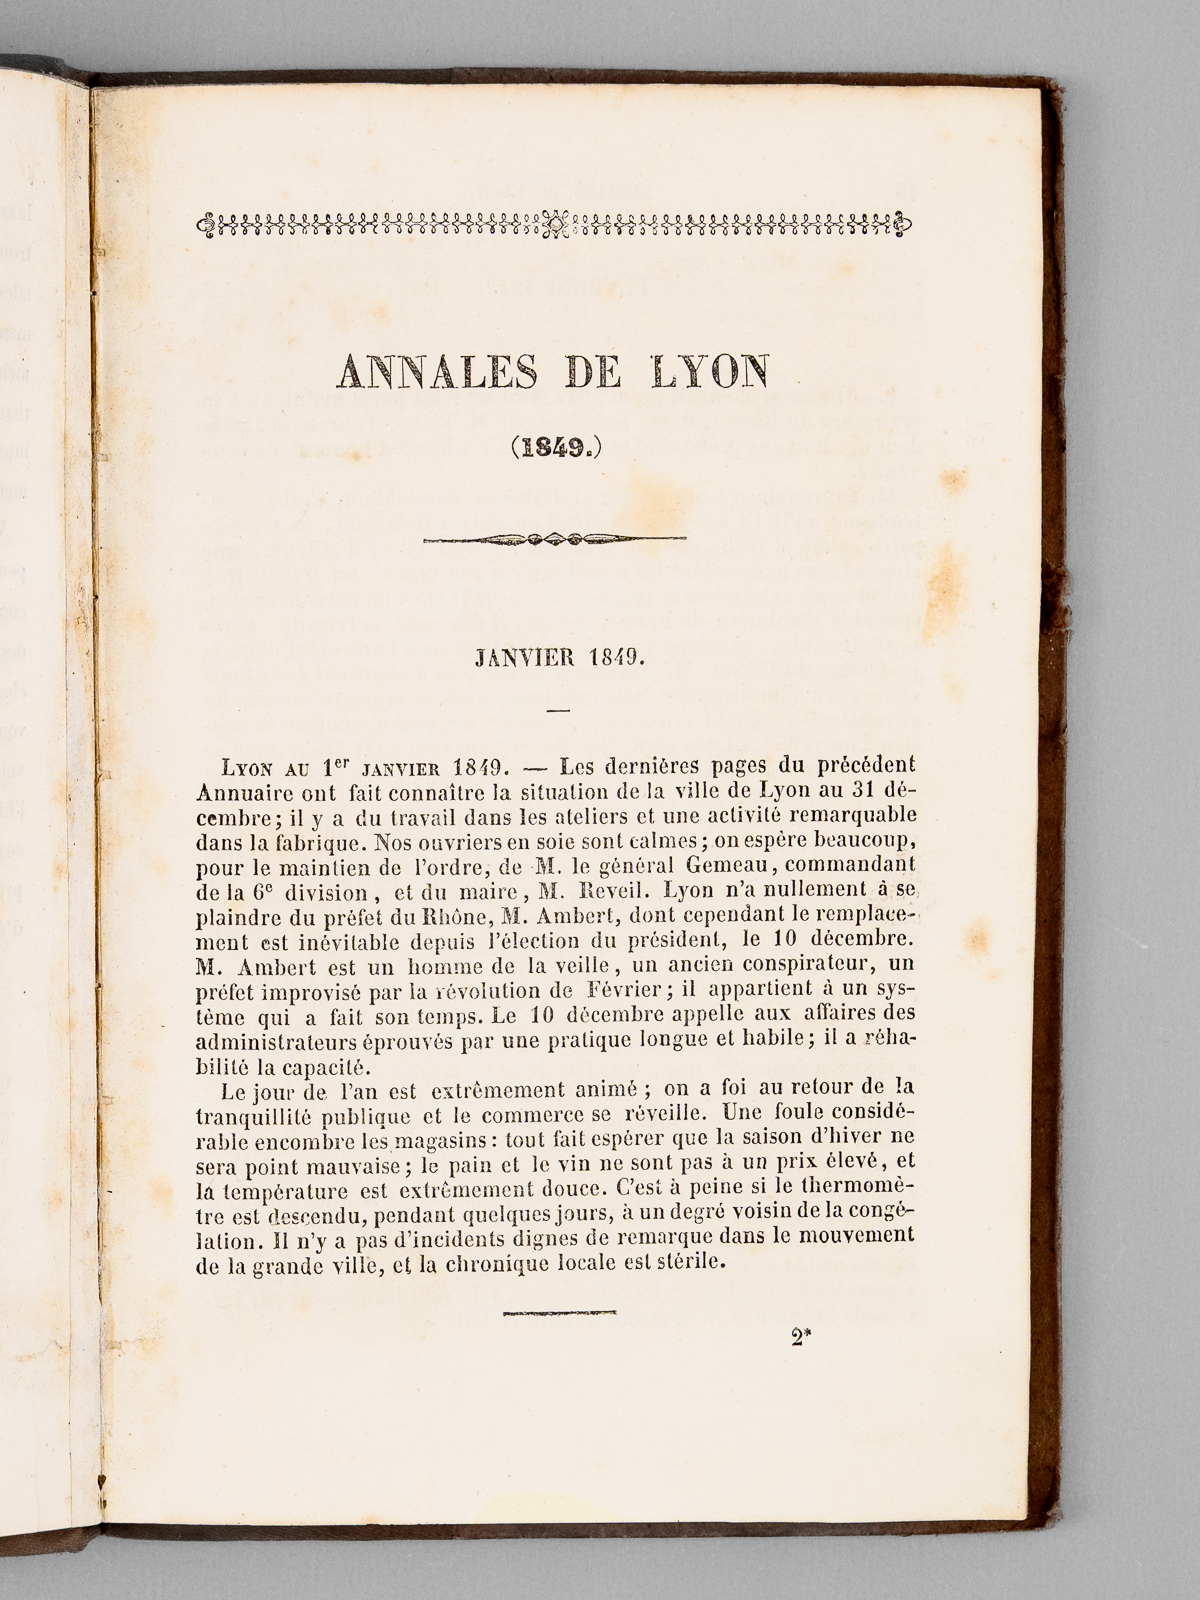 ANNALES DE LYON
(1849.)
JANVIER 1849.
LYON AU 1er JANVIER 1849. — Les dernières pages du précédent
Annuaire ont fait connaître la situation de la ville de Lyon au 31 dé-
cembre; il y a du travail dans les ateliers et une activité remarquable
dans la fabrique. Nos ouvriers en soie sont calmes; on espère beaucoup,
pour le maintien de l'ordre, de M. le général Gemeau, commandant
de la 6e division, et du maire, M. Reveil. Lyon n'a nullement à se
plaindre du préfet du Rhône, M. Ambert, dont cependant le remplace-
ment est inévitable depuis l'élection du président, le 10 décembre.
M. Ambert est un homme de la veille, un ancien conspirateur, un
préfet improvisé par la révolution de Février; il appartient à un sys-
tème qui a fait son temps. Le 10 décembre appelle aux affaires des
administrateurs éprouvés par une pratique longue et habile; il a réha-
bilité la capacité.
Le jour de l'an est extrêmement animé; on a foi au retour de la
tranquillité publique et le commerce se réveille. Une foule considé-
rable encombre les magasins: tout fait espérer que la saison d'hiver ne
sera point mauvaise; le pain et le vin ne sont pas à un prix élevé, et
la température est extrêmement douce. C'est à peine si le thermomè-
tre est descendu, pendant quelques jours, à un degré voisin de la congé-
lation. Il n'y a pas d'incidents dignes de remarque dans le mouvement
de la grande ville, et la chronique locale est stérile.
2*